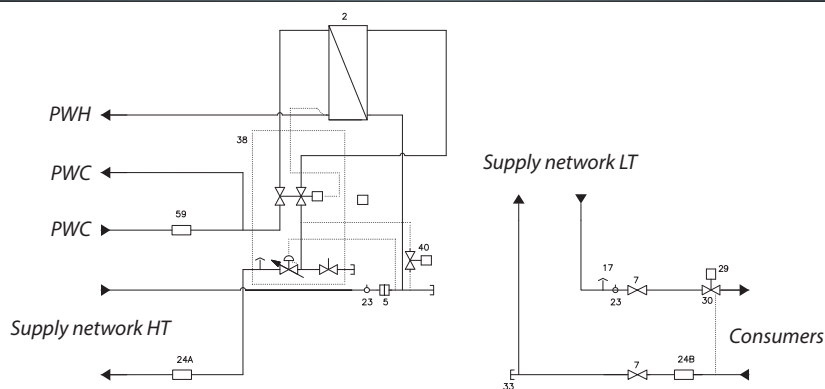 2
PWH
38
PWC
Supply network LT
59
PWC
40
17
7
29
23
5
23
30
Supply network HT
Consumers
24A
7
24B
33